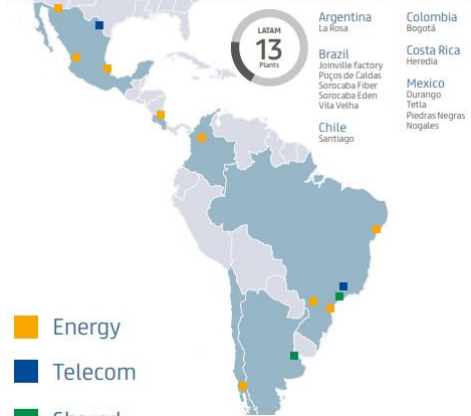 LATAM
13
Plants
Argentina
La Rosa
Brazil
Joinville factory
Poços de Caldas
Sorocaba Fiber
Sorocaba Eden
Vila Velha
Chile
Santiago
Colombia
Bogotá
Costa Rica
Heredia
Mexico
Durango
Tetla
Piedras Negras
Nogales
Energy
Telecom
Shared